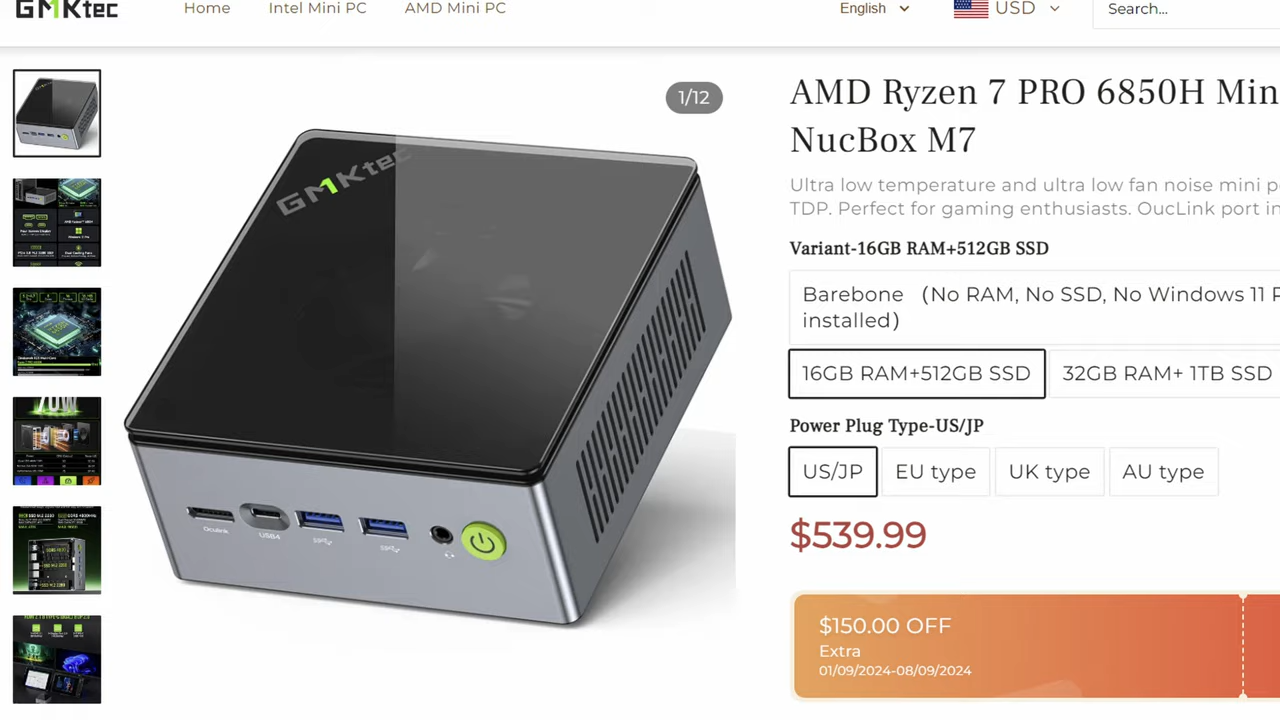 GMKtec
Home
Intel Mini PC
AMD Mini PC
English
USD
Search...
1/12
GMKtec
Oculink
USB4
AMD Ryzen 7 PRO 6850H Min
NucBox M7
Ultra low temperature and ultra low fan noise mini p
TDP. Perfect for gaming enthusiasts. OucLink port in
Variant-16GB RAM+512GB SSD
Barebone （No RAM, No SSD, No Windows 11 P
installed）
16GB RAM+512GB SSD
32GB RAM+ 1TB SSD
Power Plug Type-US/JP
US/JP
EU type
UK type
AU type
$539.99
$150.00 OFF
Extra
01/09/2024-08/09/2024
70W